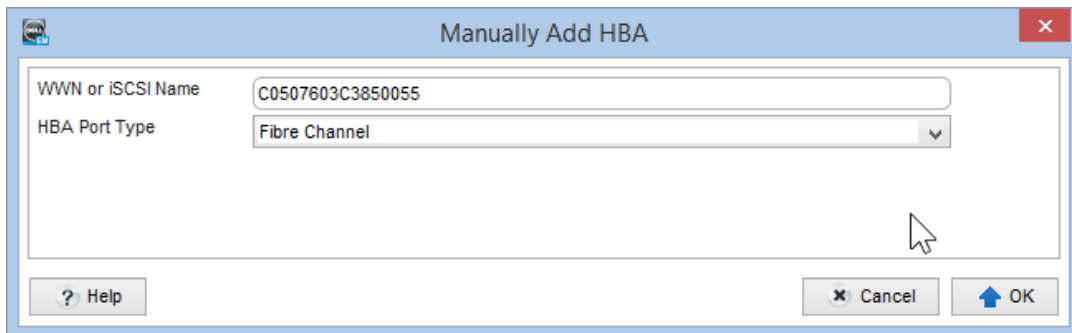 Manually Add HBA
WWN or iSCSI Name C0507603C3850055
HBA Port Type Fibre Channel
? Help Cancel OK